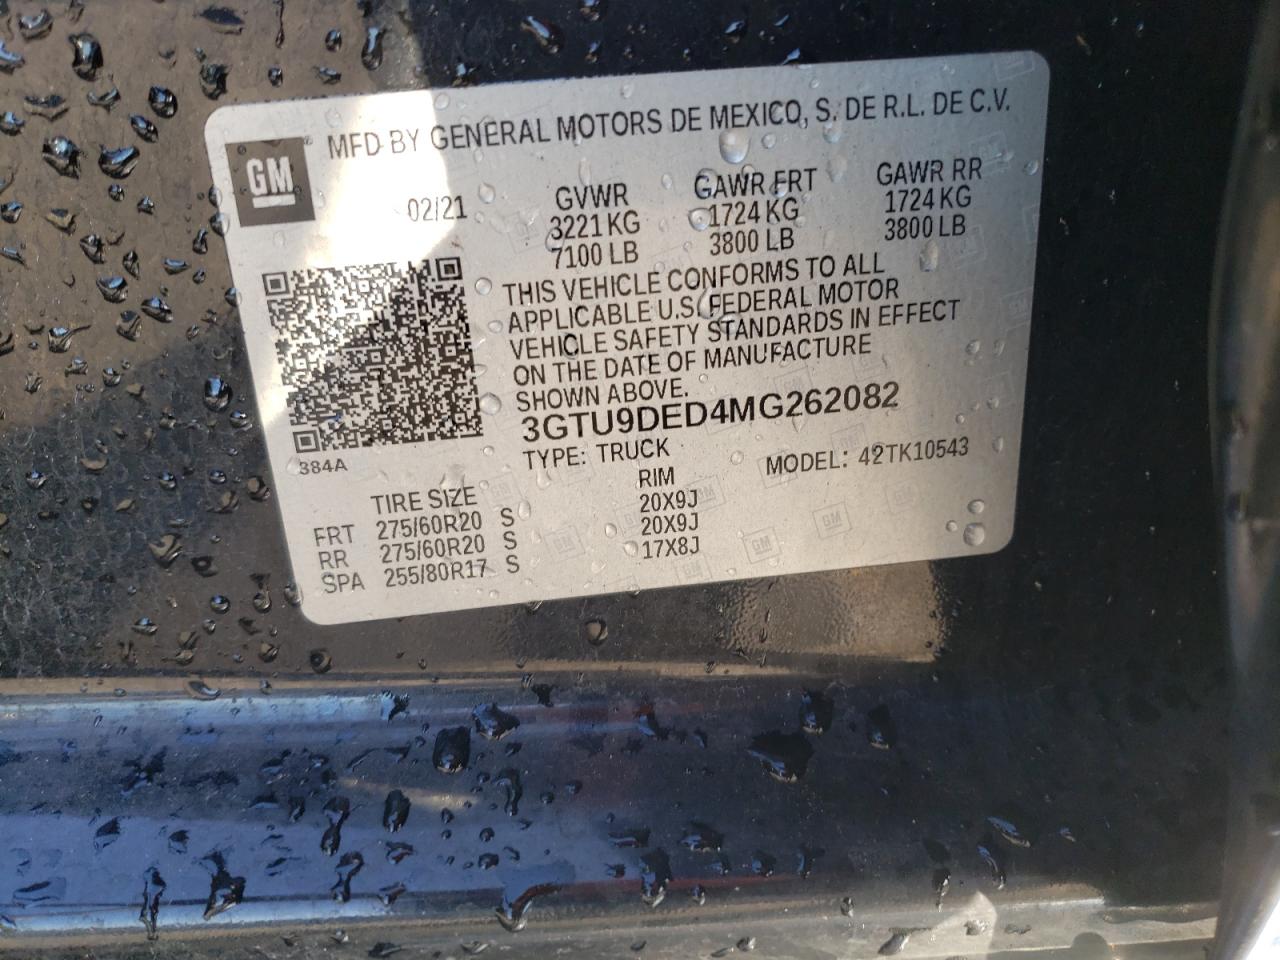 MFD BY GENERAL MOTORS DE MEXICO, S. DE R.L. DE C.V.
GM
02/21
GVWR GAWR FRT GAWR RR
3221 KG 1724 KG 1724 KG
7100 LB 3800 LB 3800 LB
THIS VEHICLE CONFORMS TO ALL
APPLICABLE U.S. FEDERAL MOTOR
VEHICLE SAFETY STANDARDS IN EFFECT
ON THE DATE OF MANUFACTURE
SHOWN ABOVE.
3GTU9DED4MG262082
TYPE: TRUCK MODEL: 42TK10543
384A
TIRE SIZE RIM
FRT 275/60R20 S 20X9J
RR 275/60R20 S 20X9J
SPA 255/80R17 S 17X8J